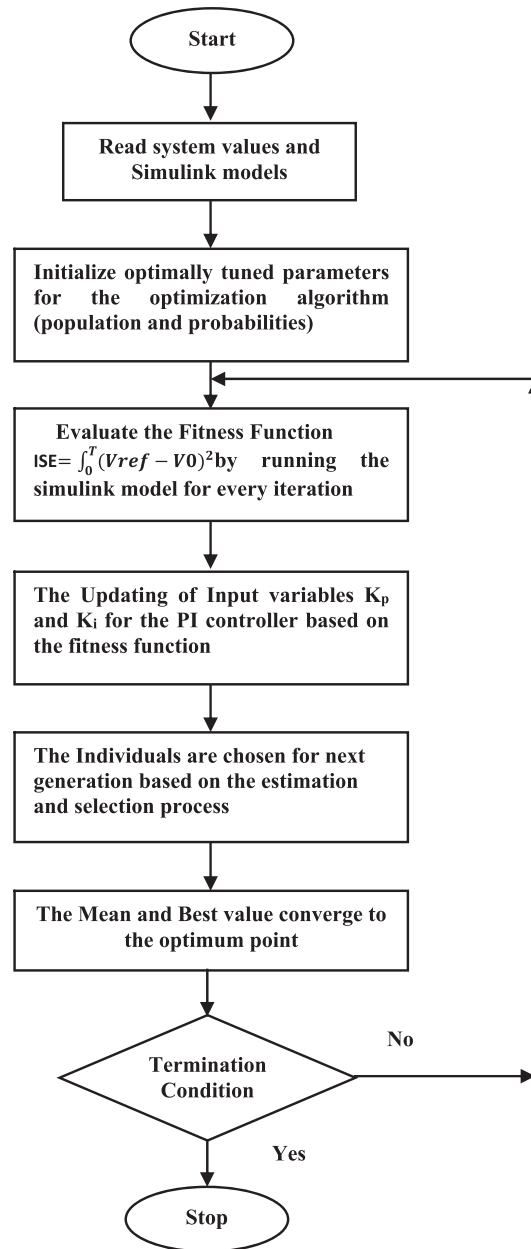 Start
Read system values and
Simulink models
Initialize optimally tuned parameters
for the optimization algorithm
(population and probabilities)
Evaluate the Fitness Function
ISE= ∫₀ᵀ(Vref − V0)²by running the
simulink model for every iteration
The Updating of Input variables Kₚ
and Kᵢ for the PI controller based on
the fitness function
The Individuals are chosen for next
generation based on the estimation
and selection process
The Mean and Best value converge to
the optimum point
No
Termination
Condition
Yes
Stop